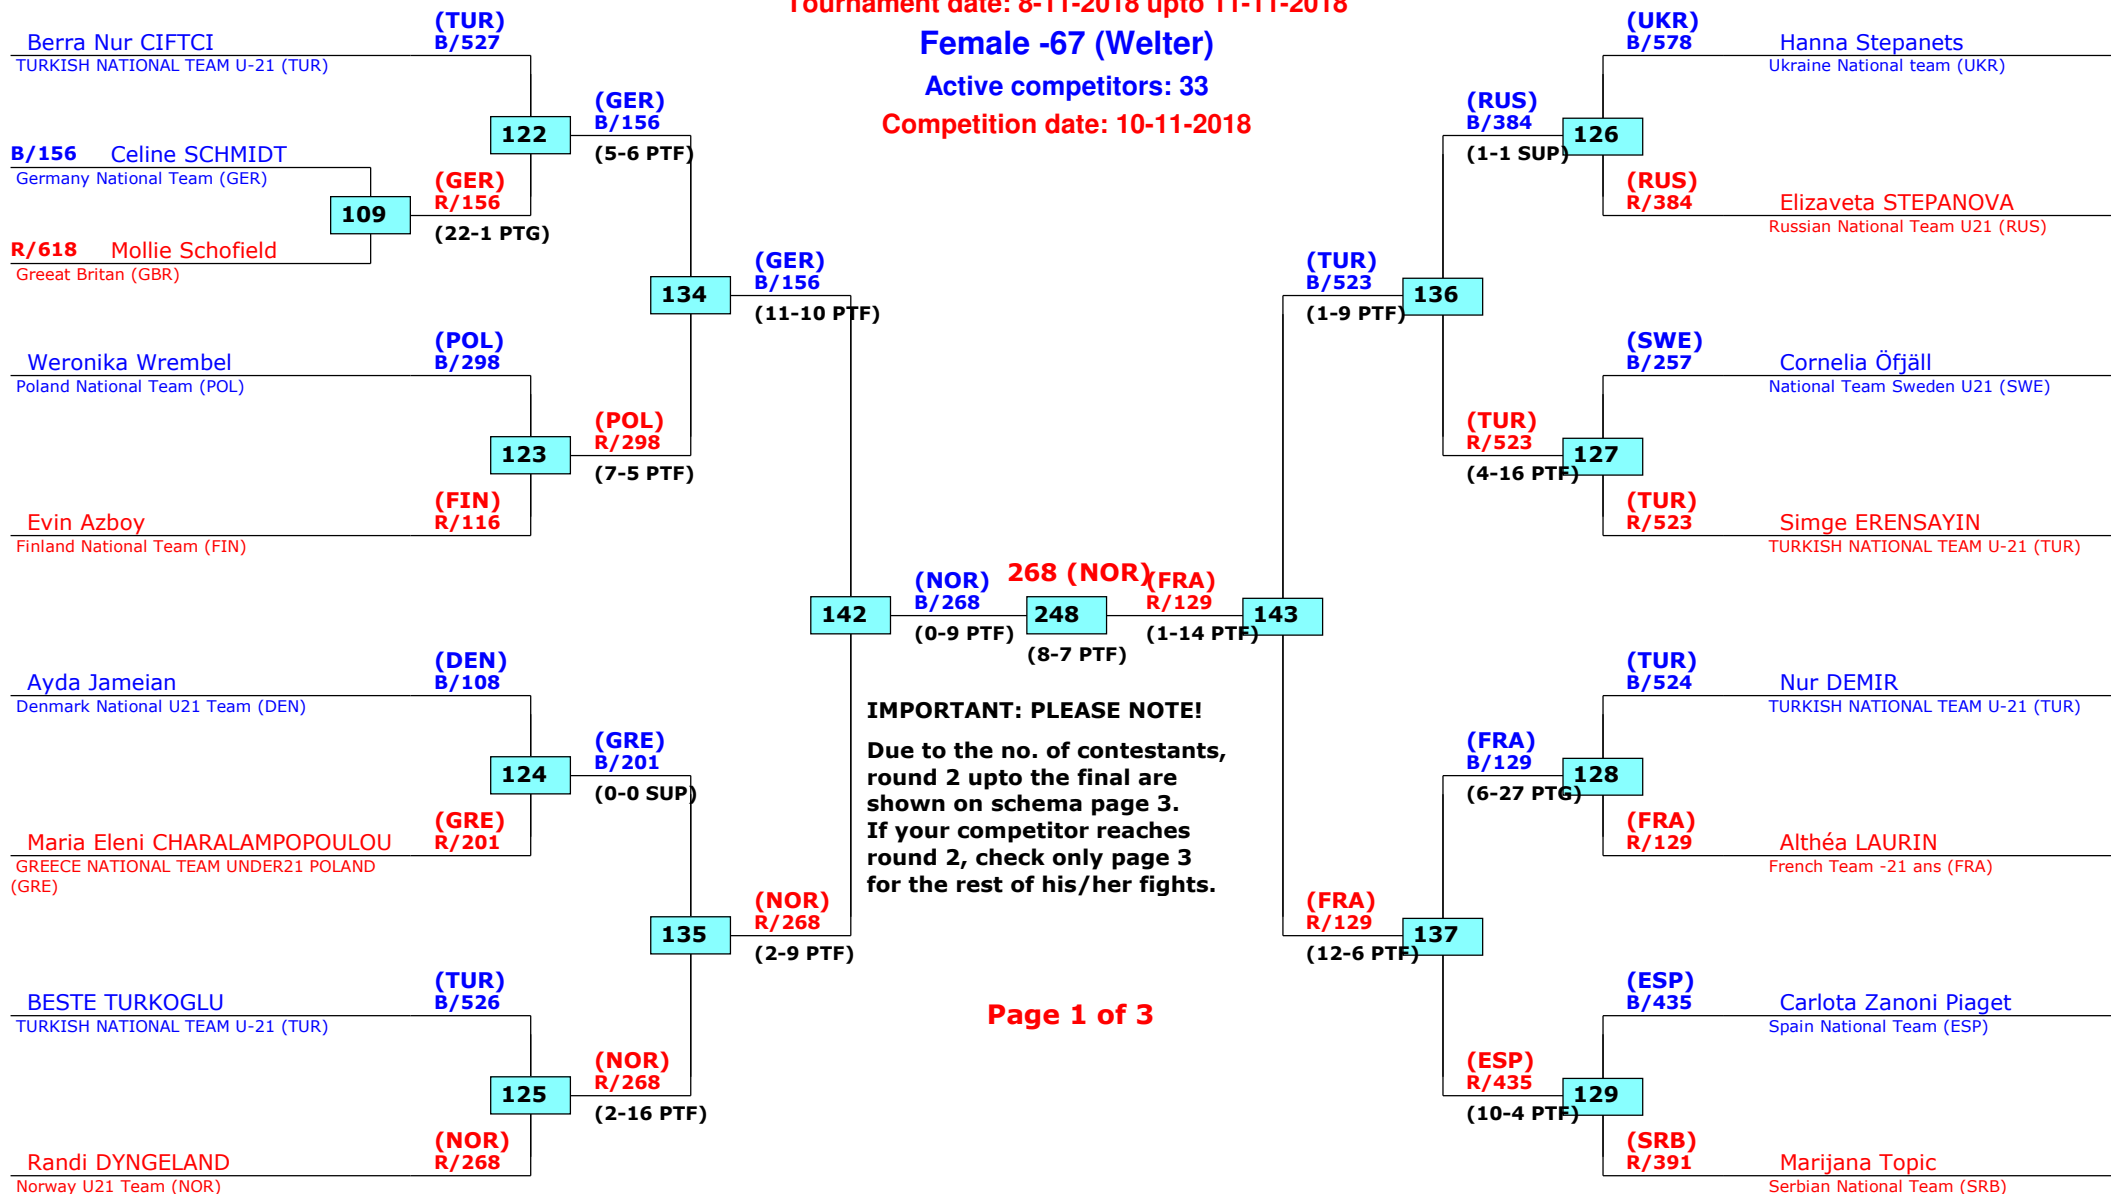 Tournament date: 8-11-2018 upto 11-11-2018
Female -67 (Welter)
Active competitors: 33
Competition date: 10-11-2018
(TUR)
Berra Nur CIFTCI B/527
TURKISH NATIONAL TEAM U-21 (TUR)
(GER)
B/156
122
(5-6 PTF)
B/156 Celine SCHMIDT
Germany National Team (GER)
(GER)
R/156
109
(22-1 PTG)
R/618 Mollie Schofield
Greeat Britan (GBR)
(GER)
B/156
134
(11-10 PTF)
(POL)
Weronika Wrembel B/298
Poland National Team (POL)
(POL)
R/298
123
(7-5 PTF)
(FIN)
Evin Azboy R/116
Finland National Team (FIN)
(NOR)
B/268
142
(0-9 PTF)
(DEN)
Ayda Jameian B/108
Denmark National U21 Team (DEN)
(GRE)
B/201
124
(0-0 SUP)
(GRE)
Maria Eleni CHARALAMPOPOULOU R/201
GREECE NATIONAL TEAM UNDER21 POLAND
(GRE)
(NOR)
R/268
135
(2-9 PTF)
(TUR)
BESTE TURKOGLU B/526
TURKISH NATIONAL TEAM U-21 (TUR)
(NOR)
R/268
125
(2-16 PTF)
(NOR)
Randi DYNGELAND R/268
Norway U21 Team (NOR)
268 (NOR)
248
(8-7 PTF)
IMPORTANT: PLEASE NOTE!
Due to the no. of contestants,
round 2 upto the final are
shown on schema page 3.
If your competitor reaches
round 2, check only page 3
for the rest of his/her fights.
Page 1 of 3
(UKR)
B/578 Hanna Stepanets
Ukraine National team (UKR)
(RUS)
B/384
126
(1-1 SUP)
(RUS)
R/384 Elizaveta STEPANOVA
Russian National Team U21 (RUS)
(TUR)
B/523
136
(1-9 PTF)
(SWE)
B/257 Cornelia Öfjäll
National Team Sweden U21 (SWE)
(TUR)
R/523
127
(4-16 PTF)
(TUR)
R/523 Simge ERENSAYIN
TURKISH NATIONAL TEAM U-21 (TUR)
(FRA)
R/129
143
(1-14 PTF)
(TUR)
B/524 Nur DEMIR
TURKISH NATIONAL TEAM U-21 (TUR)
(FRA)
B/129
128
(6-27 PTG)
(FRA)
R/129 Althéa LAURIN
French Team -21 ans (FRA)
(FRA)
R/129
137
(12-6 PTF)
(ESP)
B/435 Carlota Zanoni Piaget
Spain National Team (ESP)
(ESP)
R/435
129
(10-4 PTF)
(SRB)
R/391 Marijana Topic
Serbian National Team (SRB)